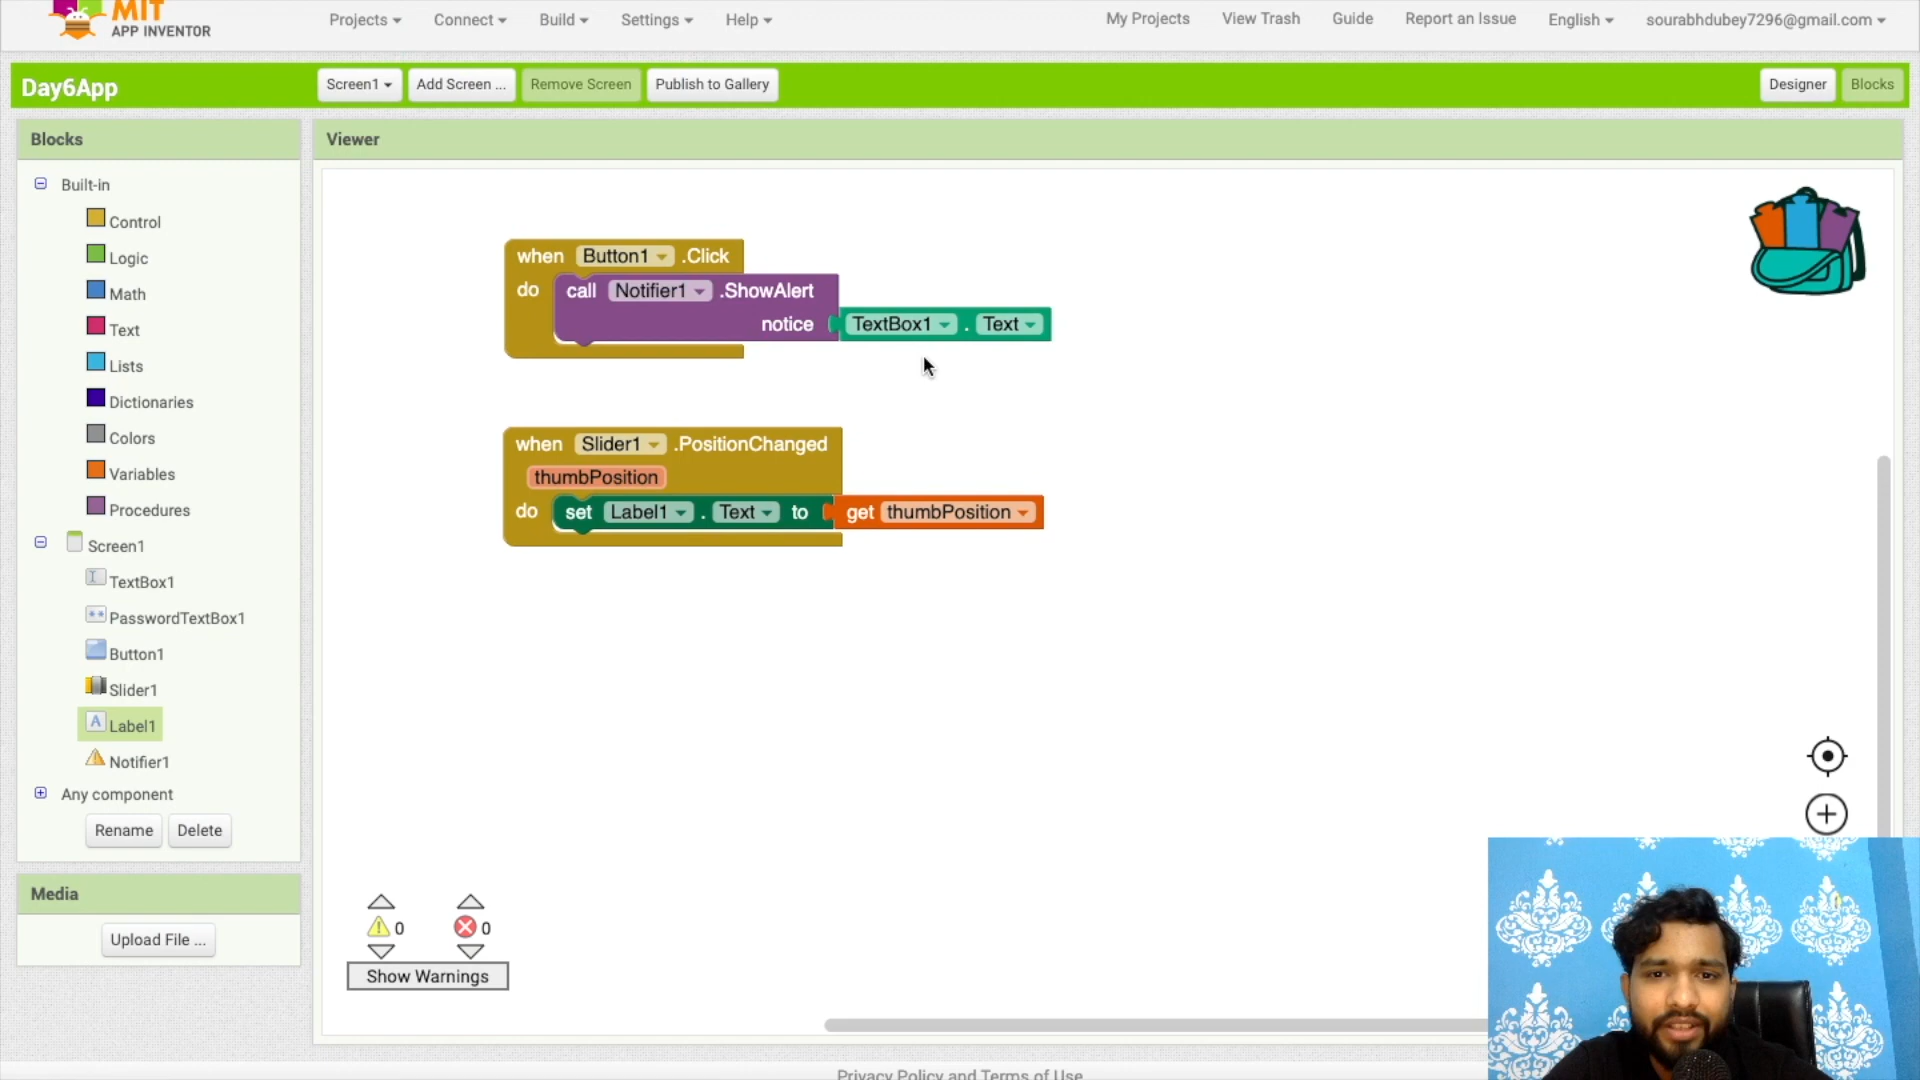 MIT
APP INVENTOR
Projects
Connect
Build
Settings
Help
My Projects
View Trash
Guide
Report an Issue
English
sourabhdubey7296@gmail.com
Day6App
Screen1
Add Screen ...
Remove Screen
Publish to Gallery
Designer
Blocks
Blocks
Viewer
Built-in
Control
Logic
Math
Text
Lists
Dictionaries
Colors
Variables
Procedures
Screen1
TextBox1
PasswordTextBox1
Button1
Slider1
A Label1
Notifier1
Any component
Rename
Delete
Media
Upload File ...
when Button1 .Click
do call Notifier1 .ShowAlert
notice TextBox1 . Text
when Slider1 .PositionChanged
thumbPosition
do set Label1 . Text to get thumbPosition
0
0
Show Warnings
Privacy Policy and Terms of Use